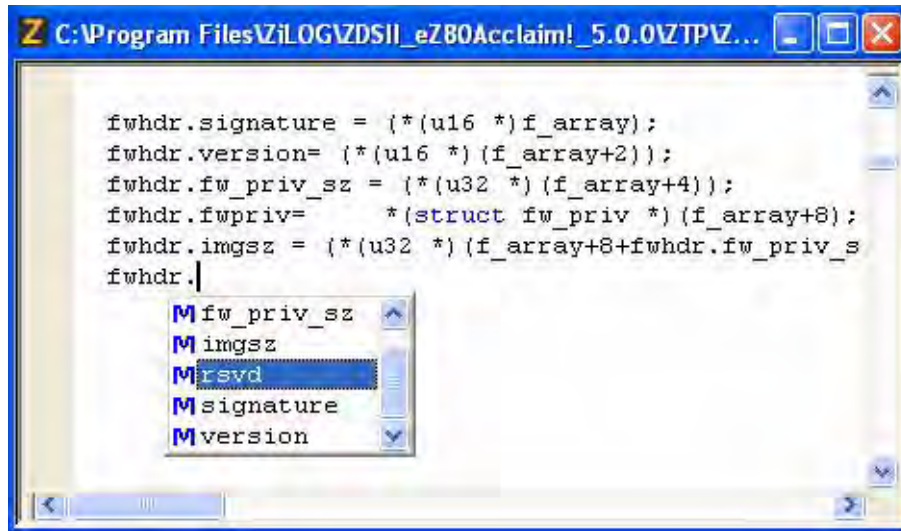 Z C:\Program Files\ZiLOG\ZDSII_eZ80Acclaim!_5.0.0\ZTP\Z...
fwhdr.signature = (*(u16 *)f_array);
fwhdr.version= (*(u16 *)(f_array+2));
fwhdr.fw_priv_sz = (*(u32 *)(f_array+4));
fwhdr.fwpriv=     *(struct fw_priv *)(f_array+8);
fwhdr.imgsz = (*(u32 *)(f_array+8+fwhdr.fw_priv_s
fwhdr.
M fw_priv_sz
M imgsz
M rsvd
M signature
M version